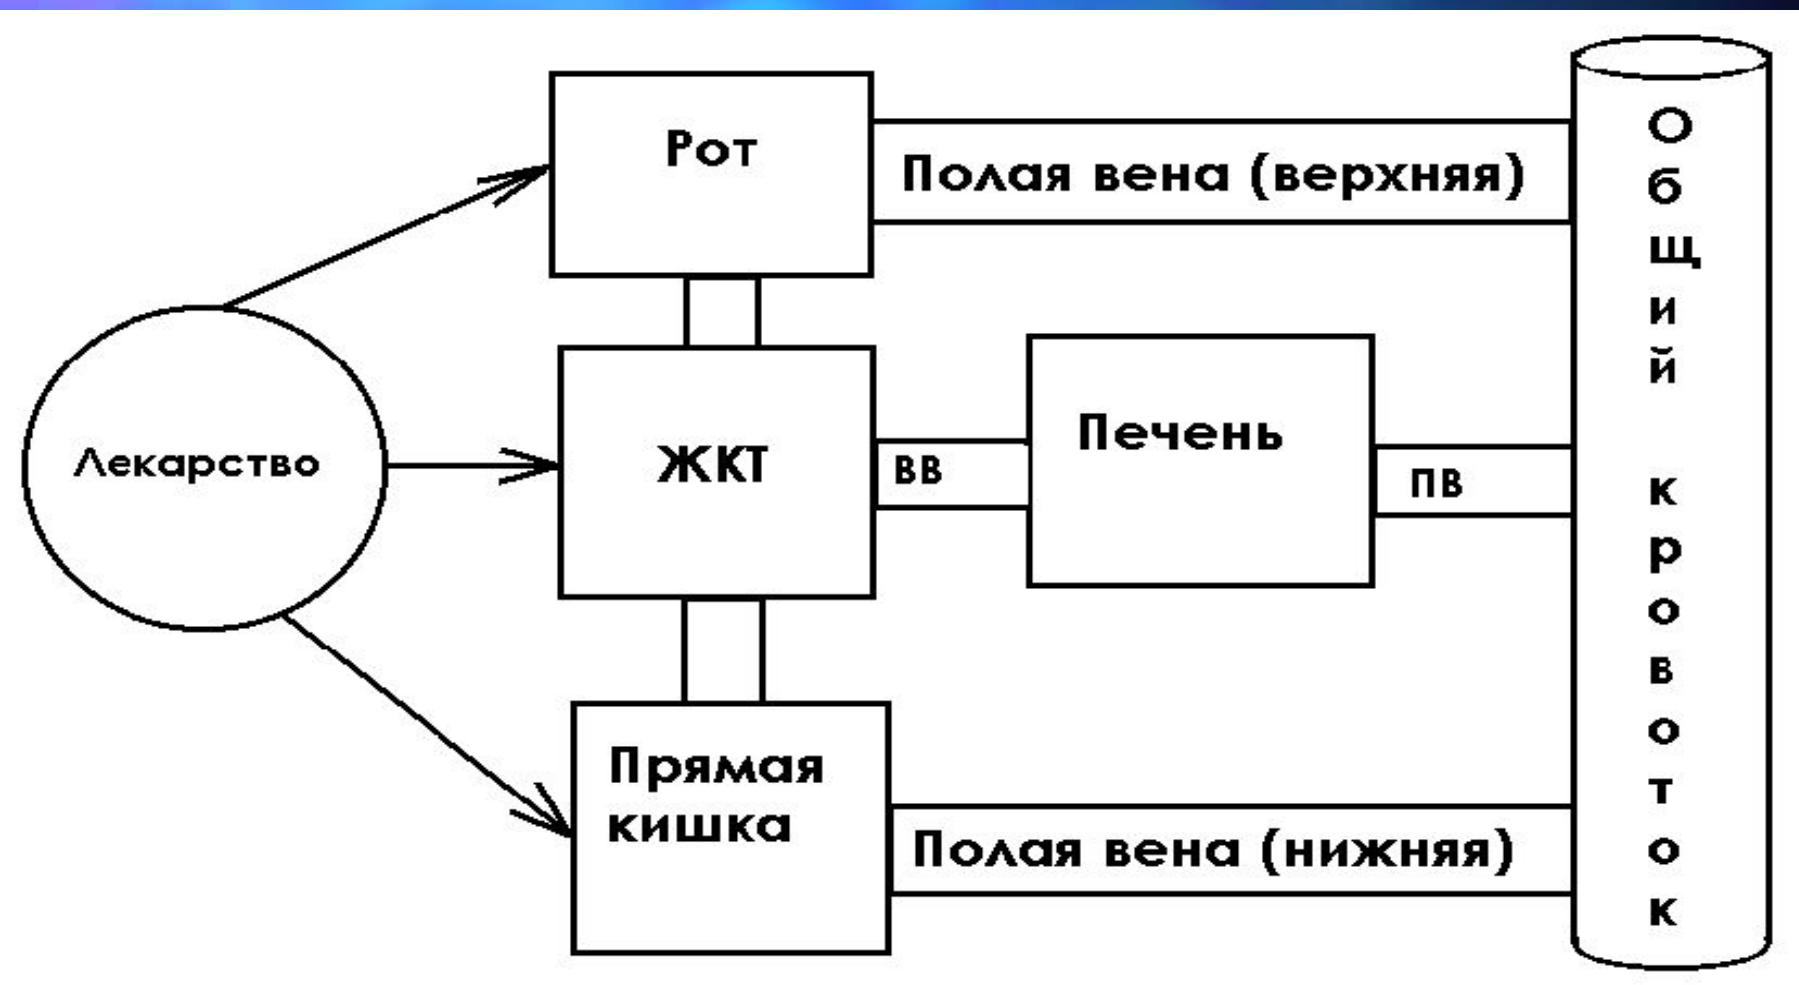 Рот
Полая вена (верхняя)
Лекарство
ЖКТ
ВВ
Печень
ПВ
Прямая
кишка
Полая вена (нижняя)
Общий кровоток